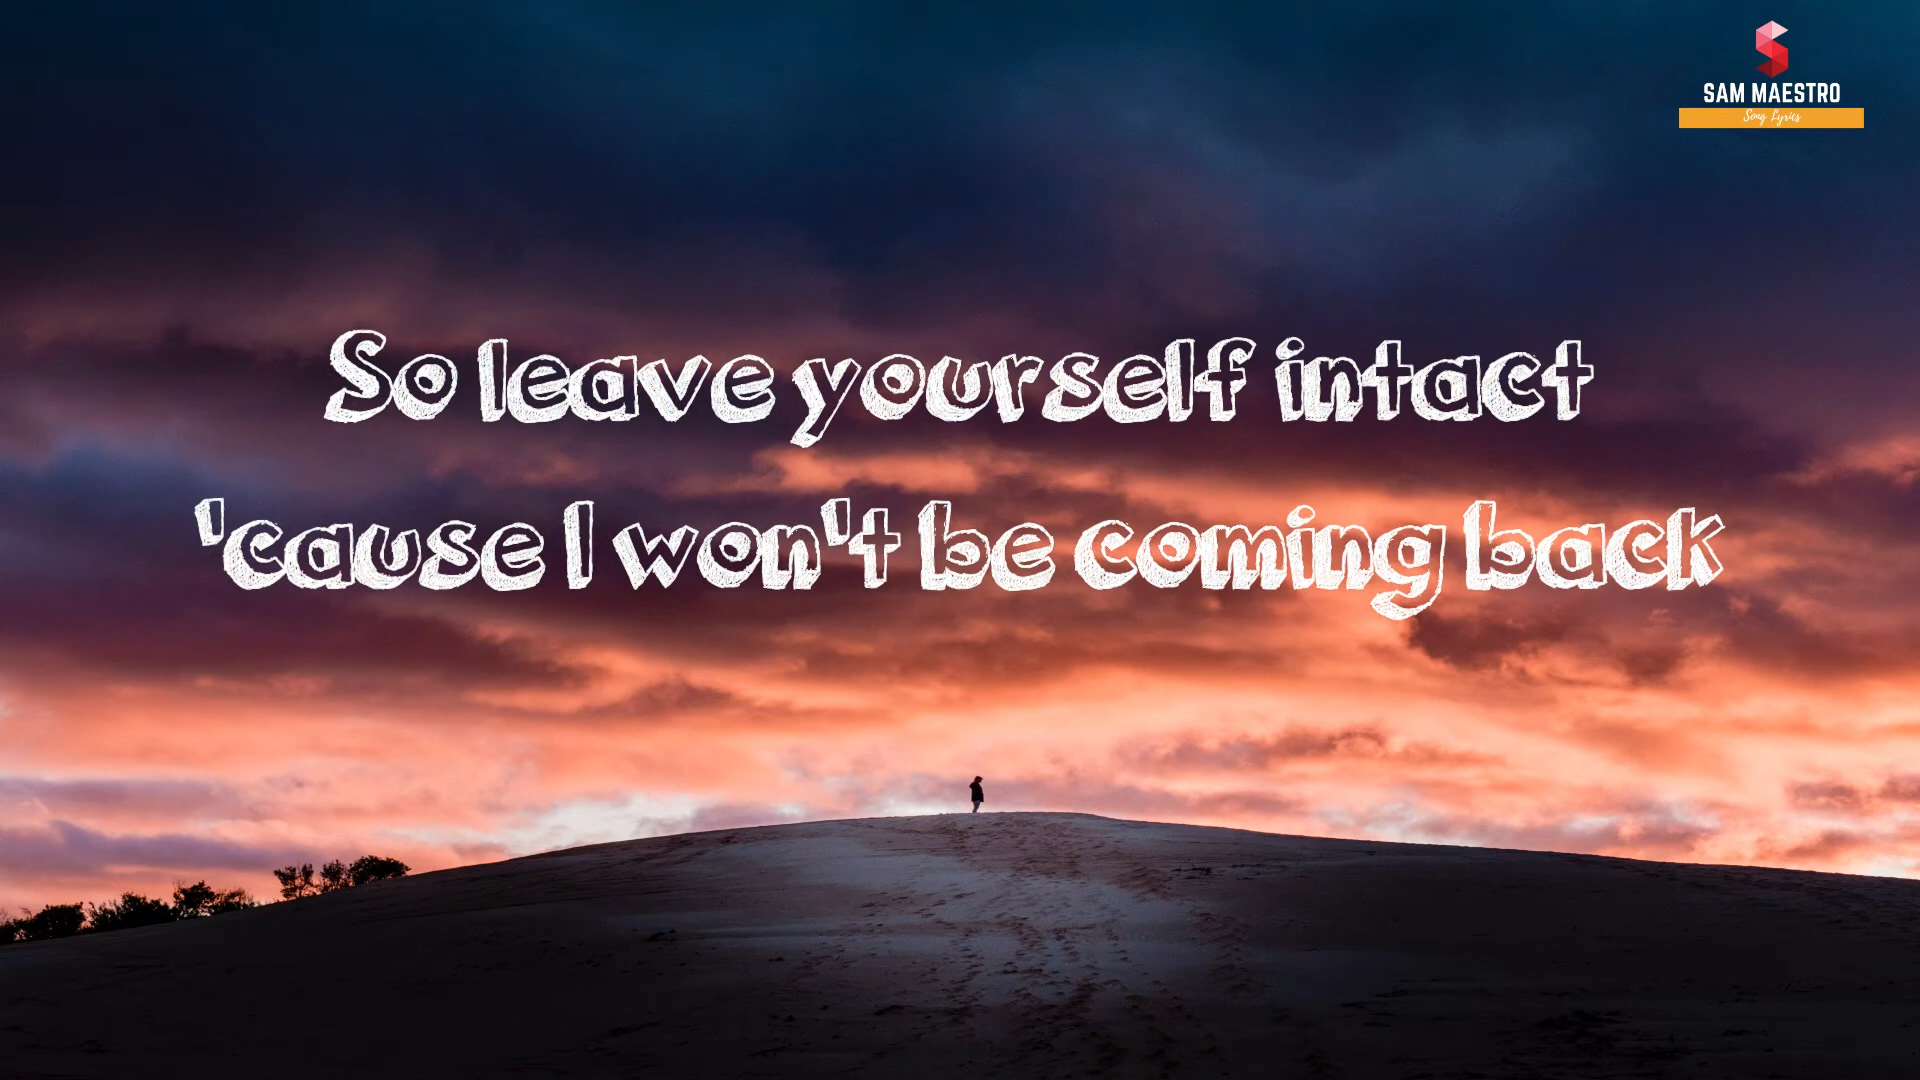 SAM MAESTRO
Song Lyrics
So leave yourself intact
'cause I won't be coming back